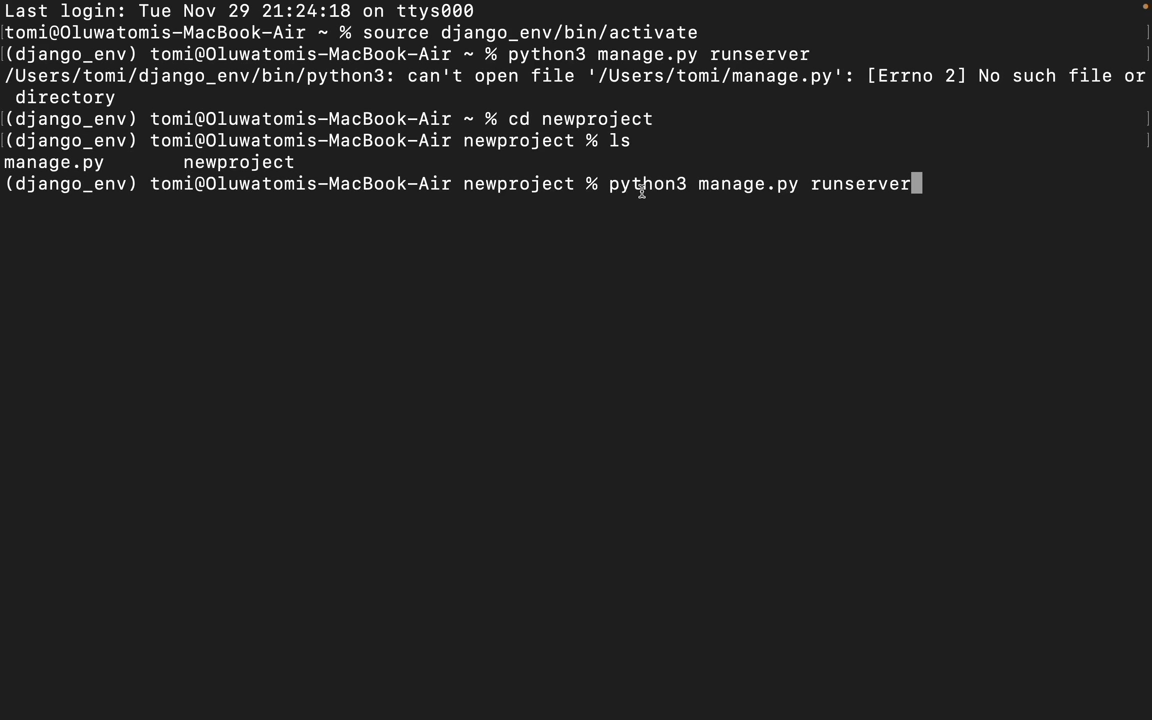 Last login: Tue Nov 29 21:24:18 on ttys000
[tomi@Oluwatomis-MacBook-Air ~ % source django_env/bin/activate ]
[(django_env) tomi@Oluwatomis-MacBook-Air ~ % python3 manage.py runserver ]
/Users/tomi/django_env/bin/python3: can't open file '/Users/tomi/manage.py': [Errno 2] No such file or
directory
[(django_env) tomi@Oluwatomis-MacBook-Air ~ % cd newproject ]
[(django_env) tomi@Oluwatomis-MacBook-Air newproject % ls ]
manage.py newproject
(django_env) tomi@Oluwatomis-MacBook-Air newproject % python3 manage.py runserver